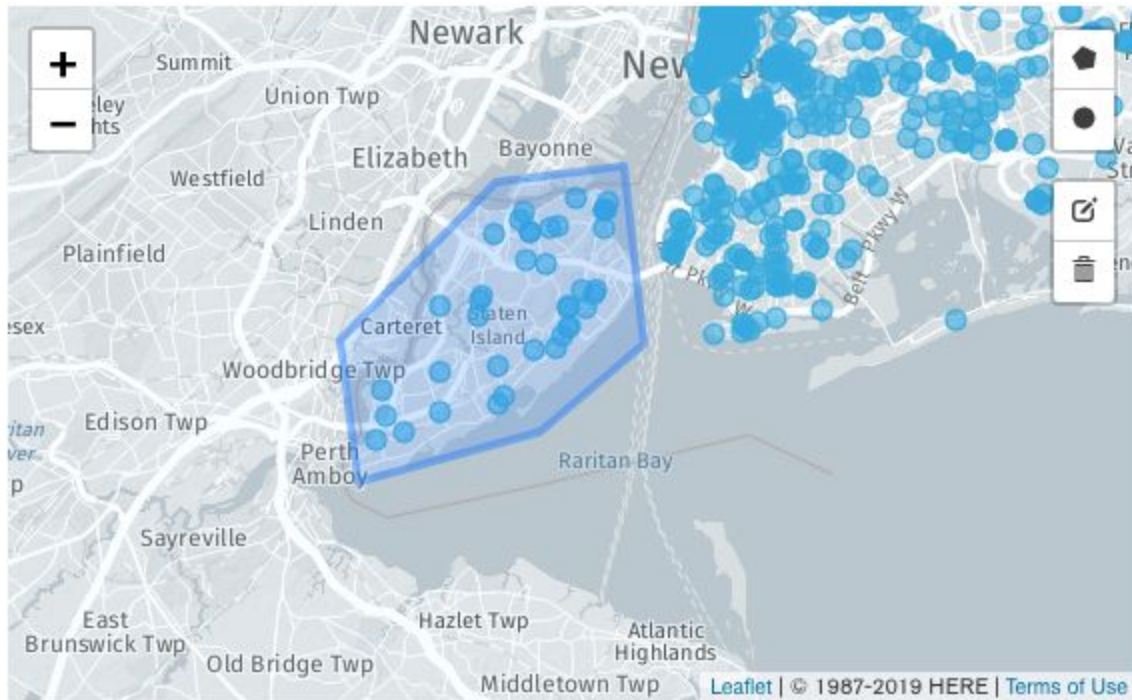 +
−
Newark
Summit
Union Twp
Bayonne
Elizabeth
Westfield
Linden
Plainfield
Carteret
Staten
Island
Woodbridge Twp
Edison Twp
Perth
Amboy
Raritan Bay
Belt Pkwy W
Sayreville
East
Brunswick Twp
Hazlet Twp
Atlantic
Highlands
Old Bridge Twp
Middletown Twp
Leaflet | © 1987-2019 HERE | Terms of Use